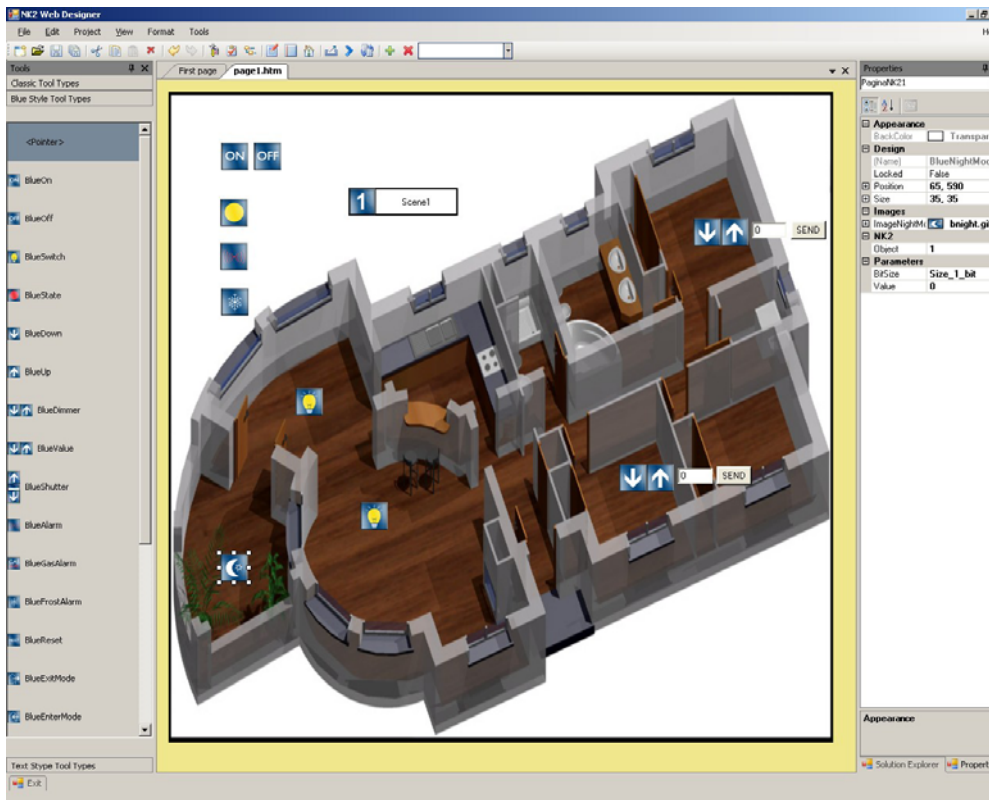 NK2 Web Designer
File Edit Project View Format Tools
Tools
Classic Tool Types
Blue Style Tool Types
<Pointer>
BlueOn
BlueOff
BlueSwitch
BlueState
BlueDown
BlueUp
BlueDimmer
BlueValue
BlueShutter
BlueAlarm
BlueGasAlarm
BlueFrostAlarm
BlueReset
BlueExitMode
BlueEnterMode
Text Stype Tool Types
Exit
First page page1.htm
ON OFF
1 Scene1
0 SEND
0 SEND
Properties
PaginaNK21
Appearance
BackColor Transpar
Design
(Name) BlueNightMod
Locked False
Position 65, 590
Size 35, 35
Images
ImageNightMo bnight.gi
NK2
Object 1
Parameters
BitSize Size_1_bit
Value 0
Appearance
Solution Explorer Propert